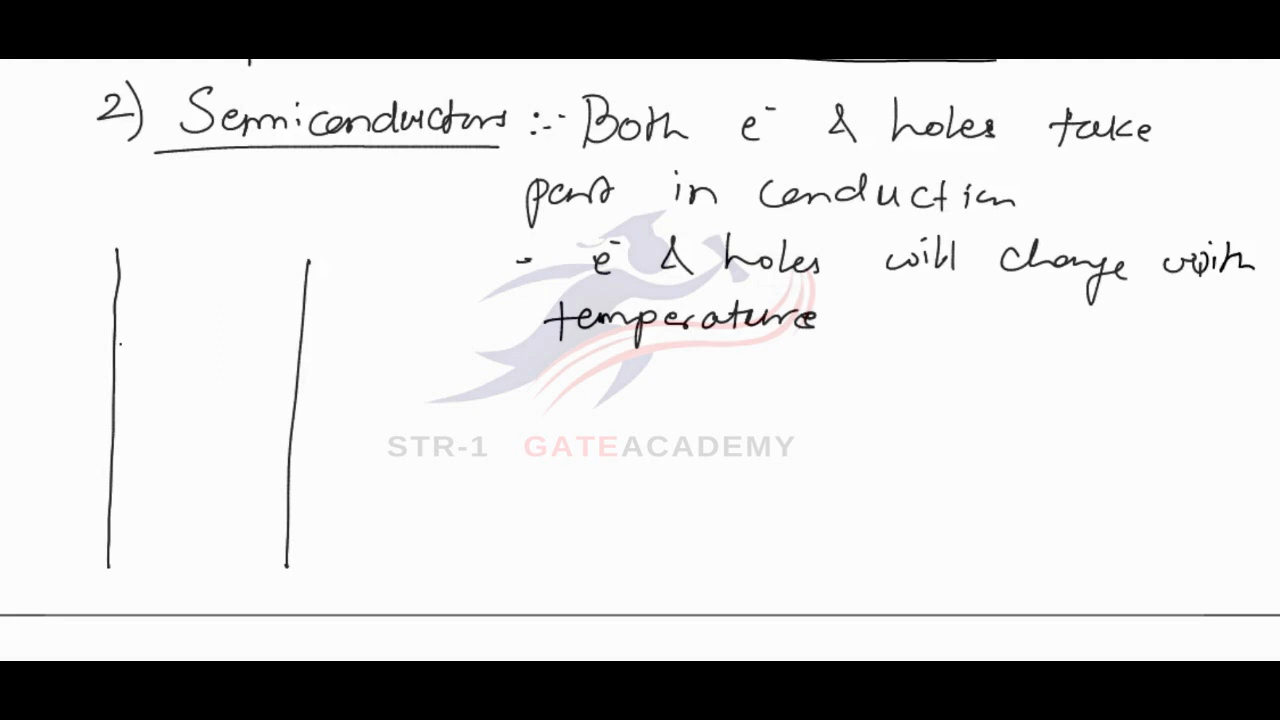 2) Semiconductors :- Both e⁻ & holes take
part in conduction
- e⁻ & holes will change with
temperature
STR-1 GATEACADEMY